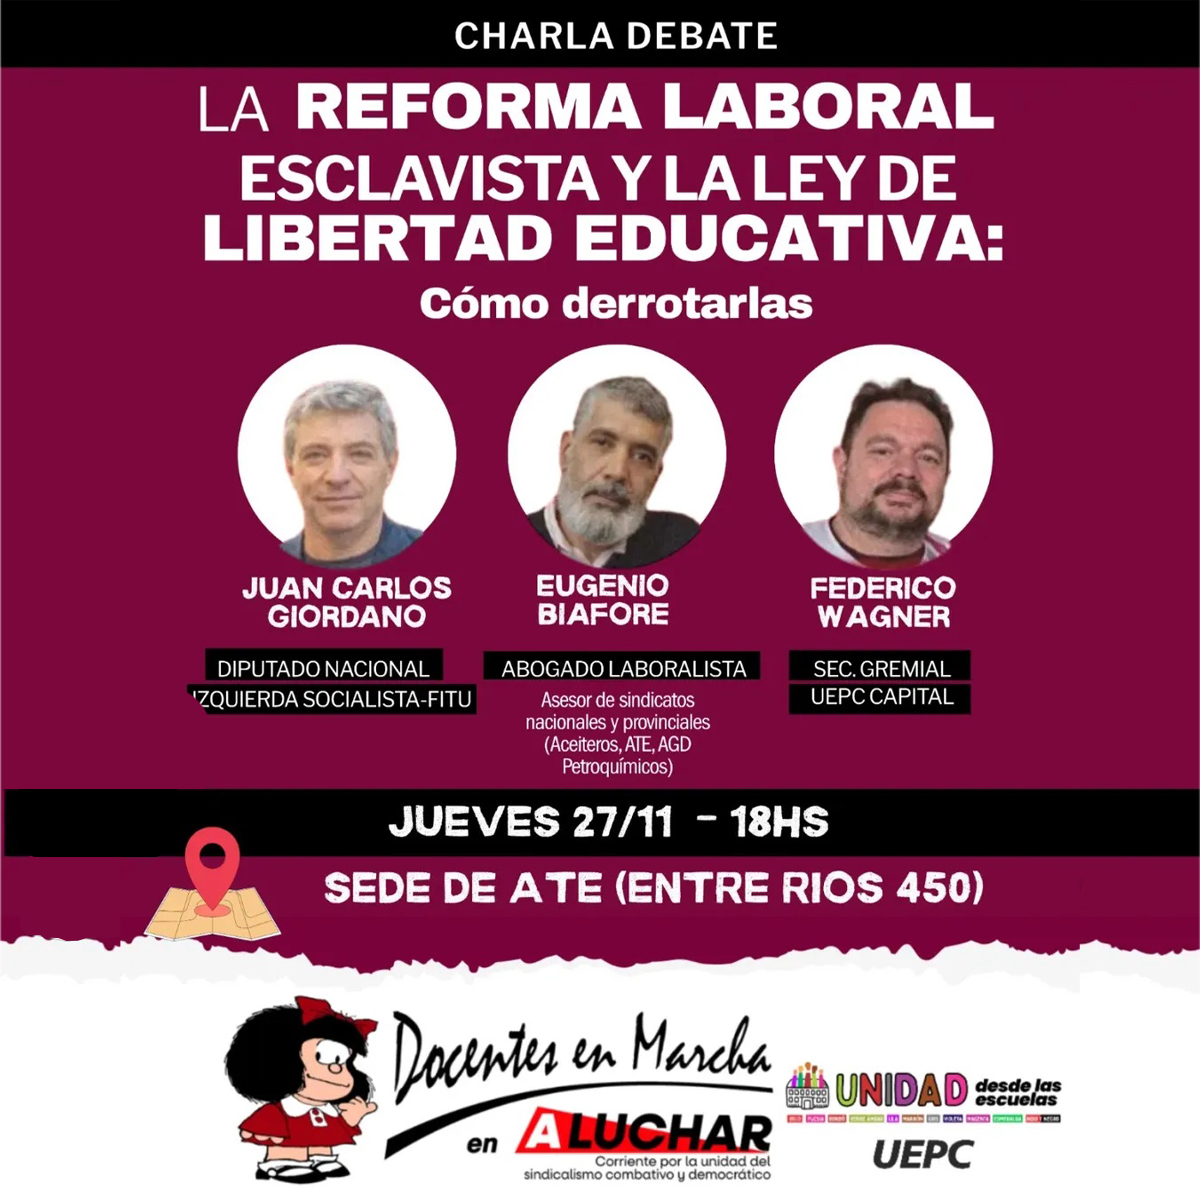 CHARLA DEBATE
LA REFORMA LABORAL
ESCLAVISTA Y LA LEY DE
LIBERTAD EDUCATIVA:
Cómo derrotarlas
JUAN CARLOS
GIORDANO
DIPUTADO NACIONAL
IZQUIERDA SOCIALISTA-FITU
EUGENIO
BIAFORE
ABOGADO LABORALISTA
Asesor de sindicatos
nacionales y provinciales
(Aceiteros, ATE, AGD
Petroquímicos)
FEDERICO
WAGNER
SEC. GREMIAL
UEPC CAPITAL
JUEVES 27/11 - 18HS
SEDE DE ATE (ENTRE RIOS 450)
Docentes en Marcha
en A LUCHAR
Corriente por la unidad del
sindicalismo combativo y democrático
UNIDAD desde las
escuelas
UEPC